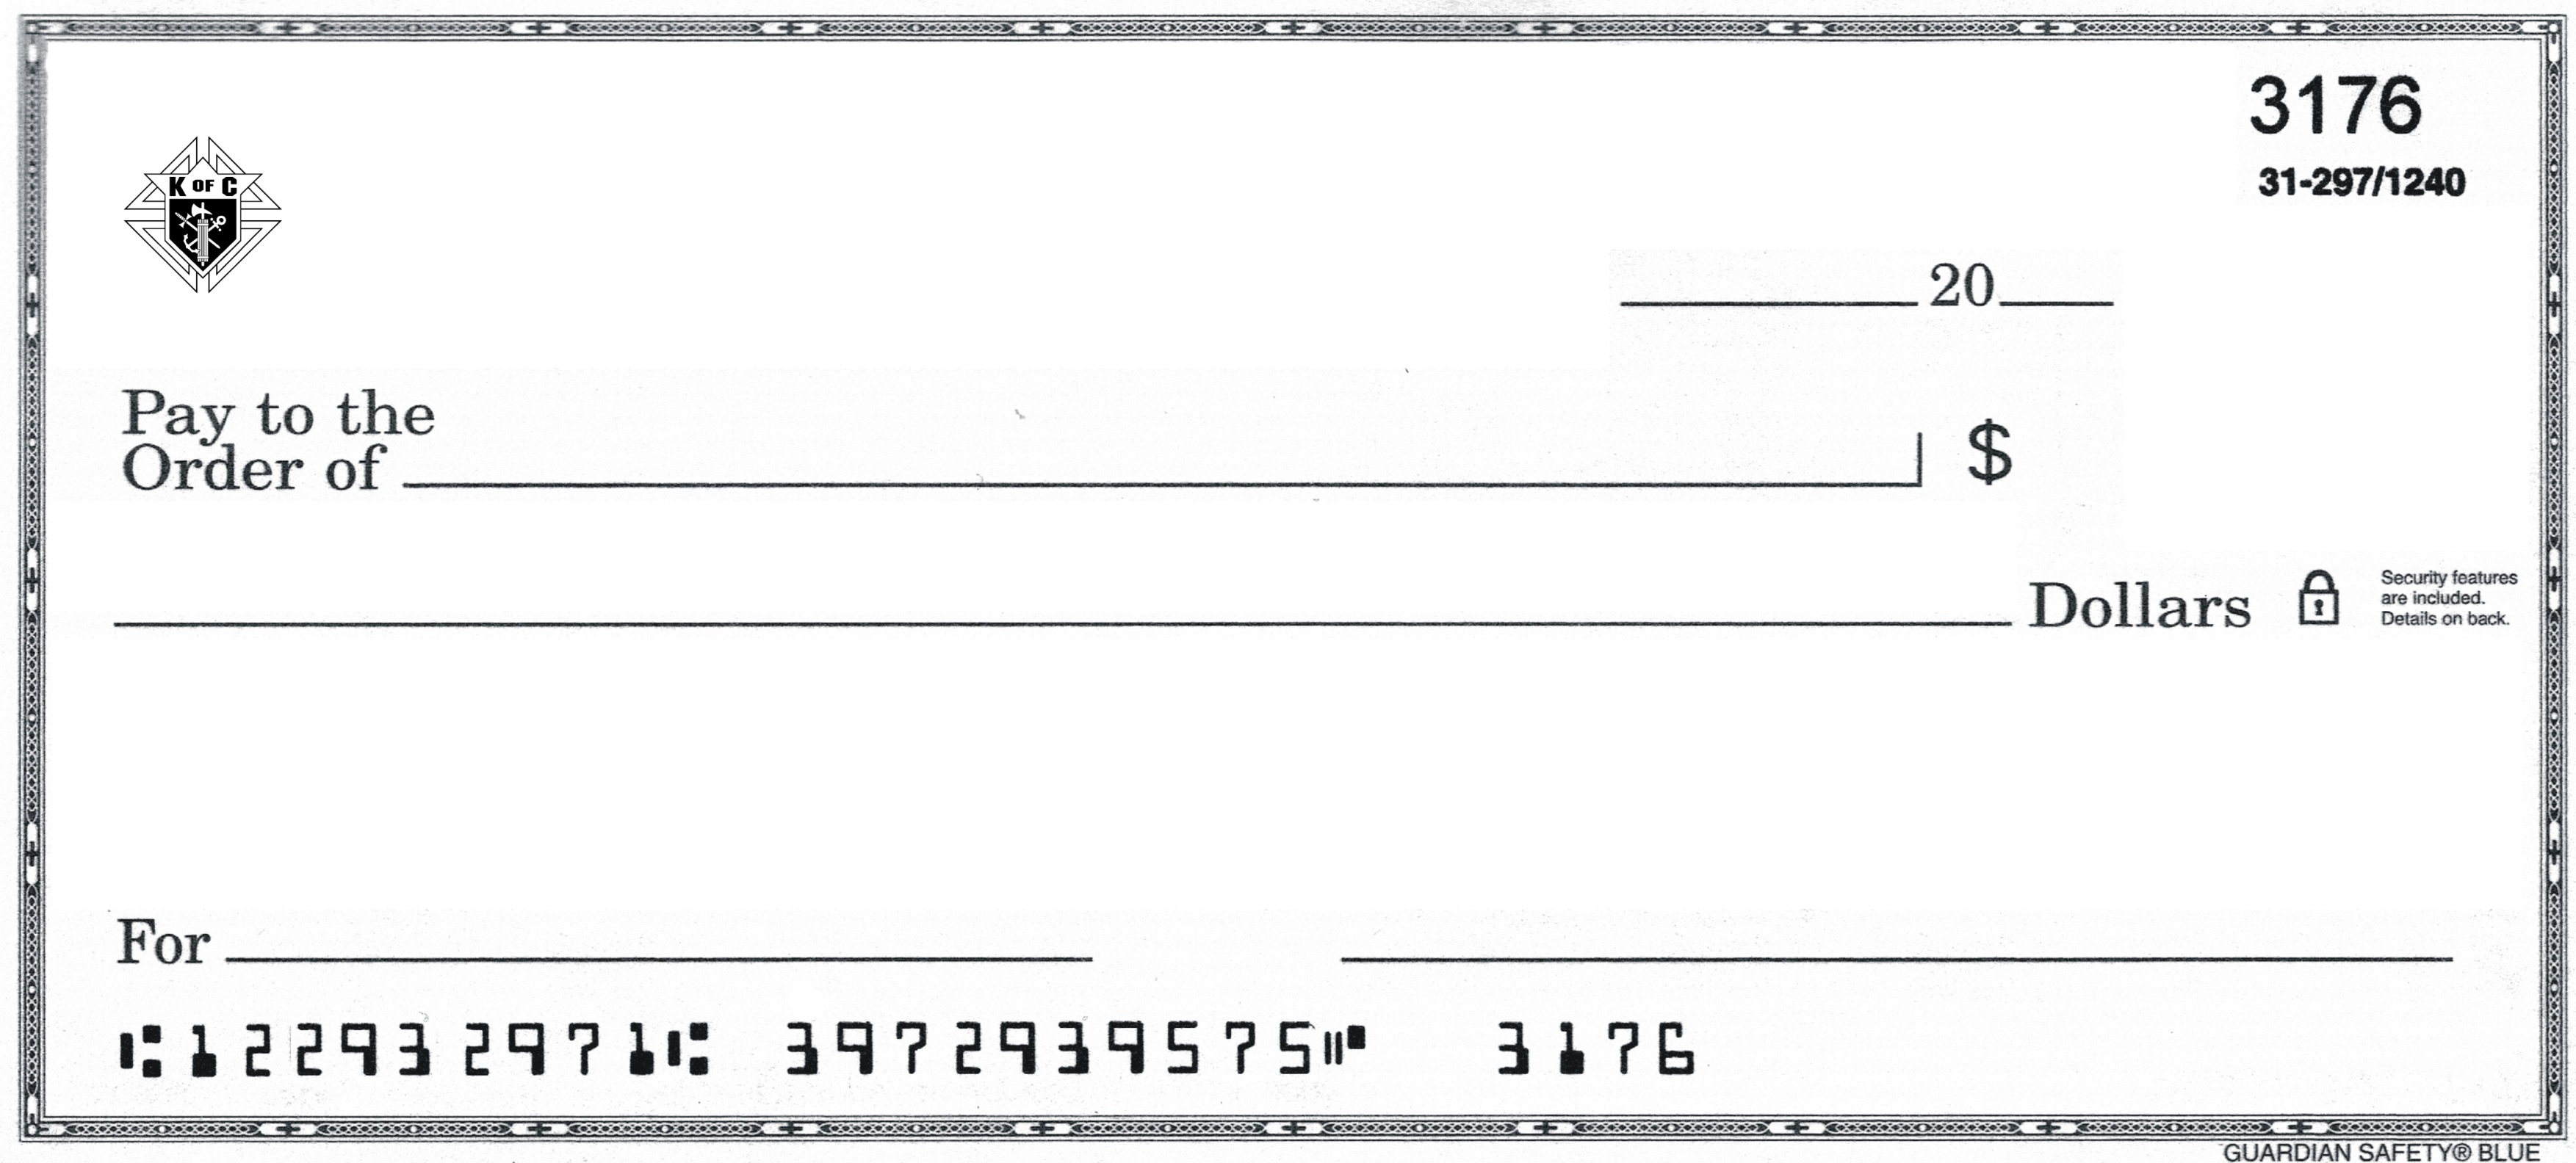 3176
31-297/1240
K OF C
20
Pay to the
Order of $
Dollars
Security features
are included.
Details on back.
For
⑆122932971⑆ 3972939575⑈ 3176
GUARDIAN SAFETY® BLUE